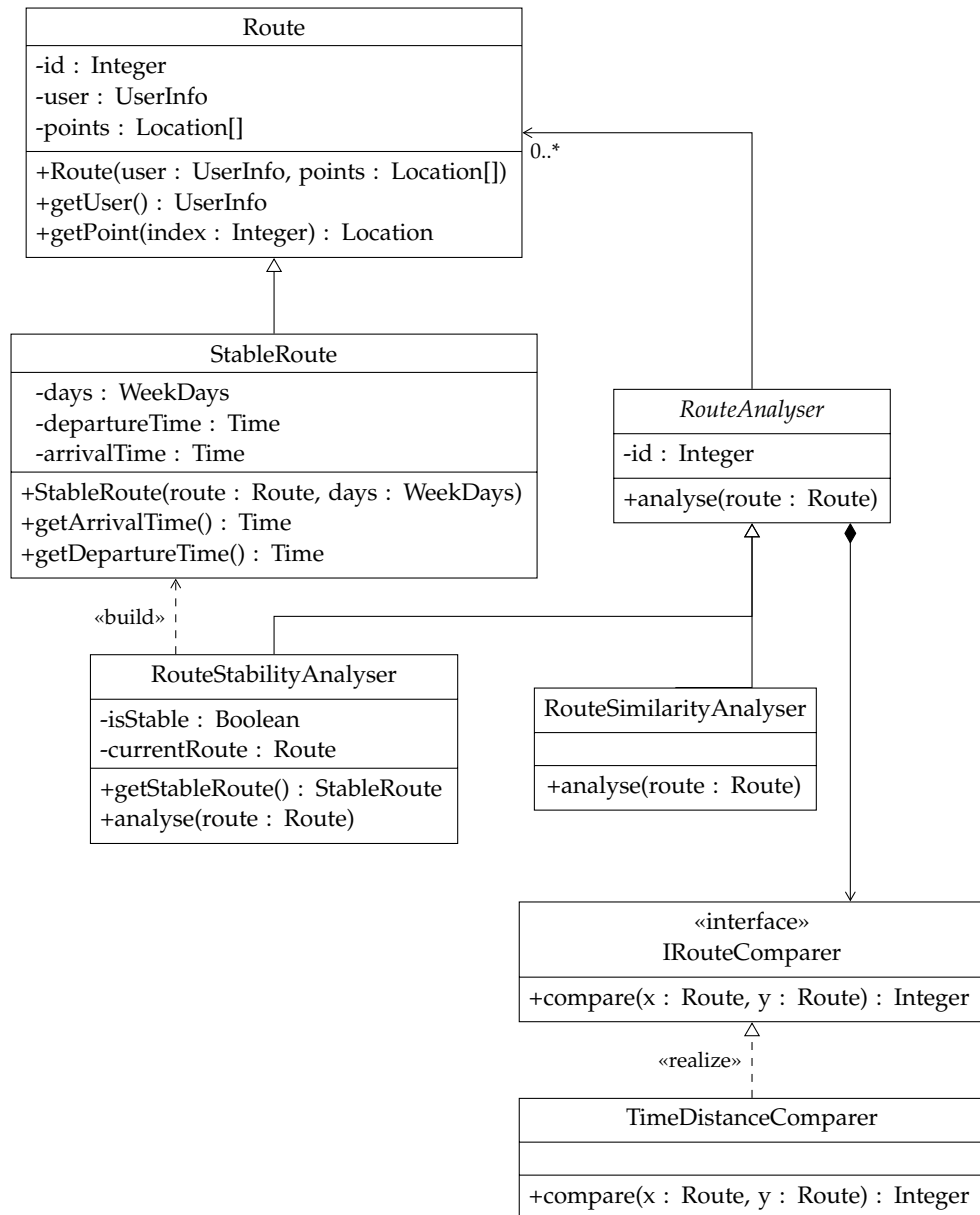 Route
-id : Integer
-user : UserInfo
-points : Location[]
+Route(user : UserInfo, points : Location[])
+getUser() : UserInfo
+getPoint(index : Integer) : Location
0..*
StableRoute
-days : WeekDays
-departureTime : Time
-arrivalTime : Time
+StableRoute(route : Route, days : WeekDays)
+getArrivalTime() : Time
+getDepartureTime() : Time
RouteAnalyser
-id : Integer
+analyse(route : Route)
«build»
RouteStabilityAnalyser
-isStable : Boolean
-currentRoute : Route
+getStableRoute() : StableRoute
+analyse(route : Route)
RouteSimilarityAnalyser
+analyse(route : Route)
«interface»
IRouteComparer
+compare(x : Route, y : Route) : Integer
«realize»
TimeDistanceComparer
+compare(x : Route, y : Route) : Integer